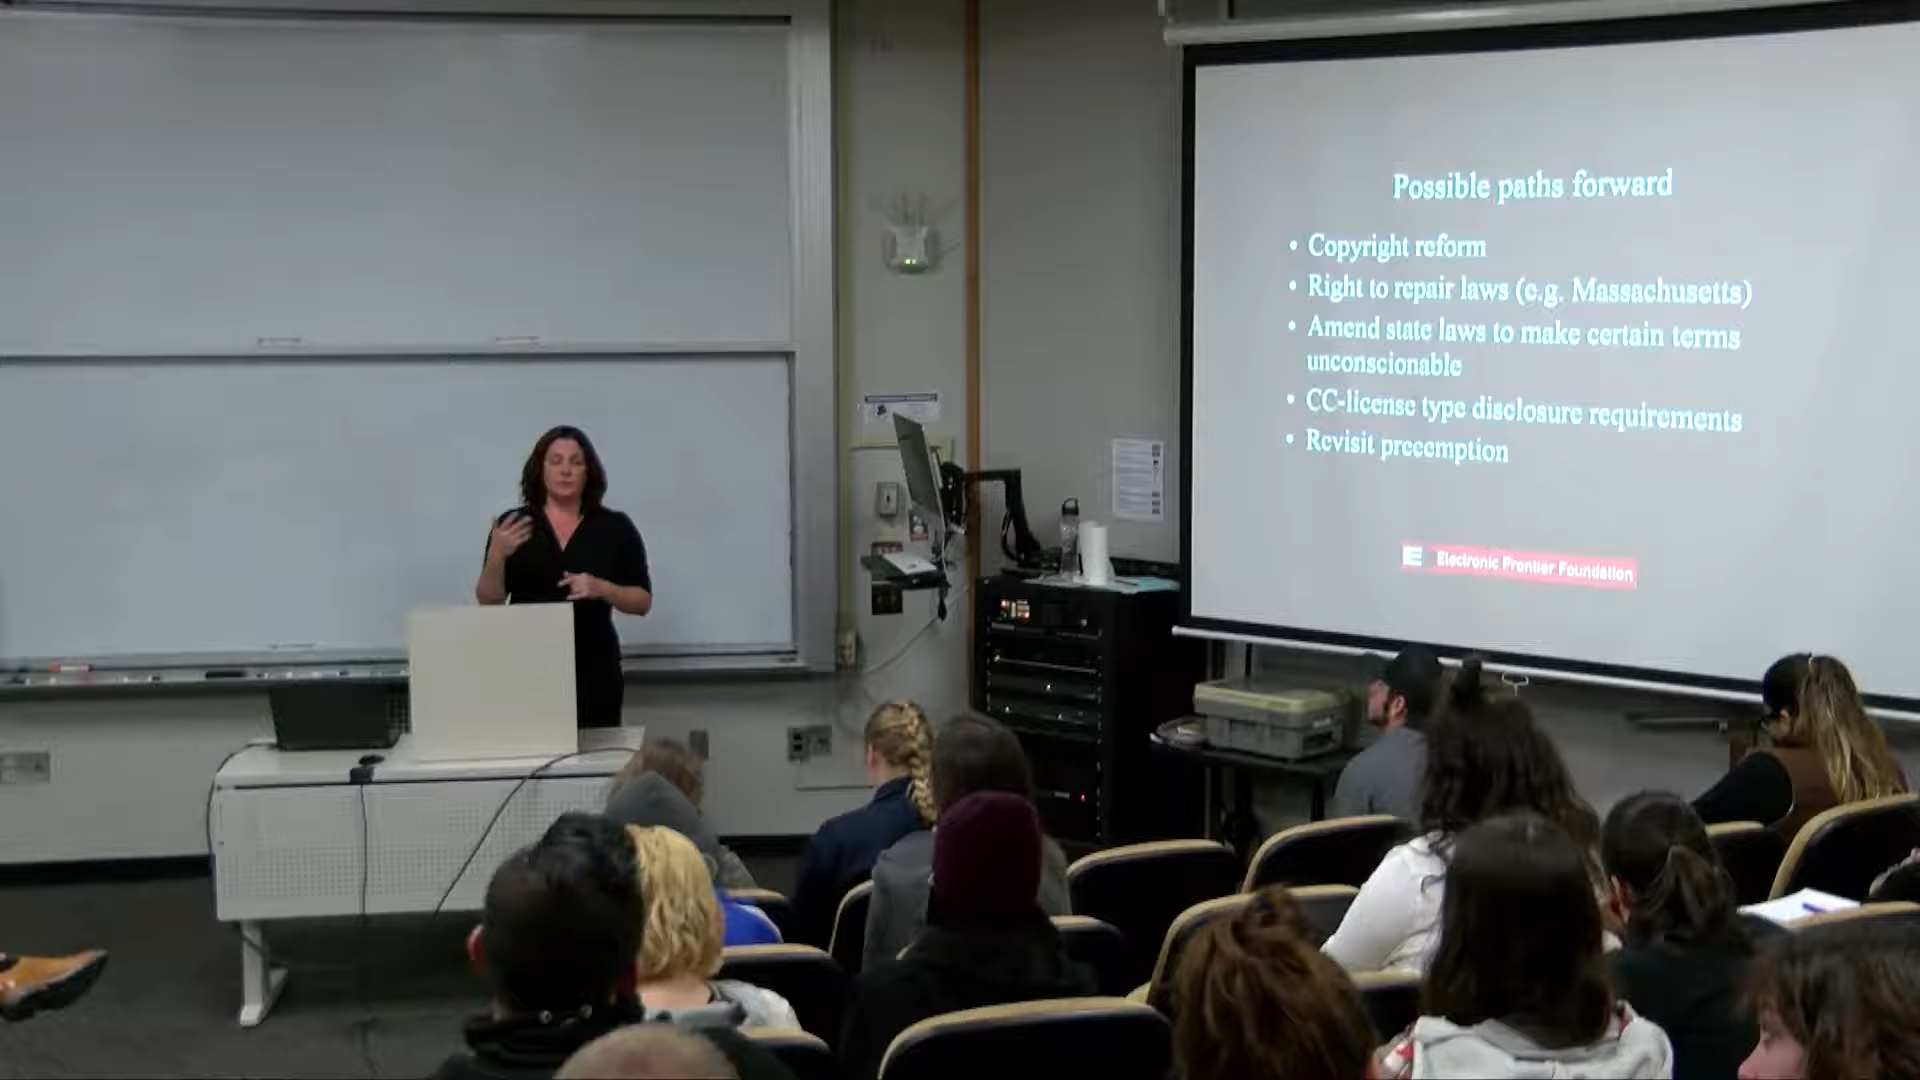 Possible paths forward
• Copyright reform
• Right to repair laws (e.g. Massachusetts)
• Amend state laws to make certain terms
unconscionable
• CC-license type disclosure requirements
• Revisit preemption
Electronic Frontier Foundation